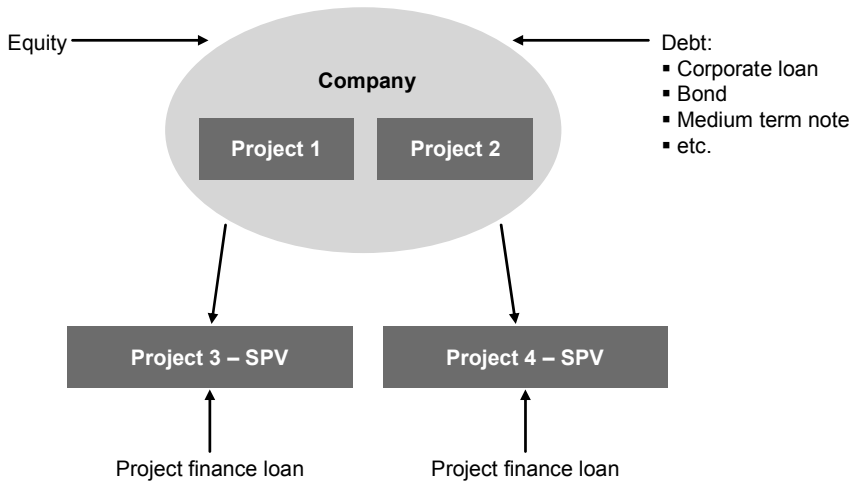 Equity
Debt:
▪ Corporate loan
▪ Bond
▪ Medium term note
▪ etc.
Company
Project 1
Project 2
Project 3 – SPV
Project 4 – SPV
Project finance loan
Project finance loan